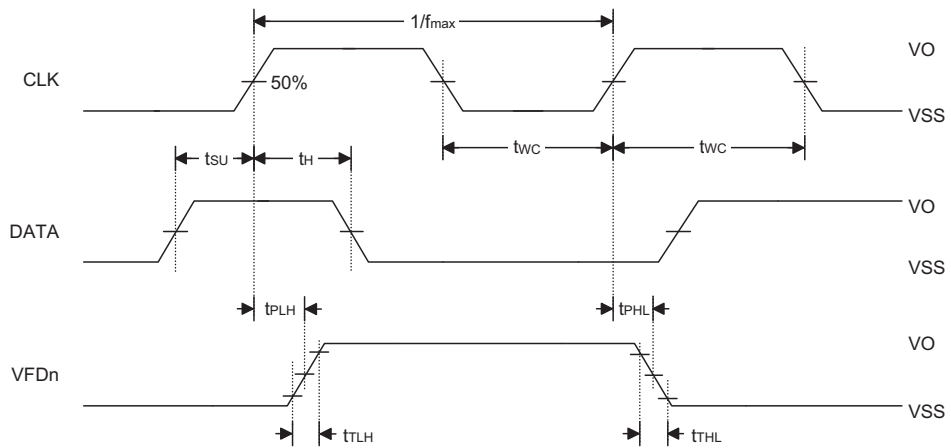 1/fmax
CLK
50%
VO
VSS
tSU
tH
tWC
tWC
DATA
VO
VSS
tPLH
tPHL
VFDn
VO
VSS
tTLH
tTHL